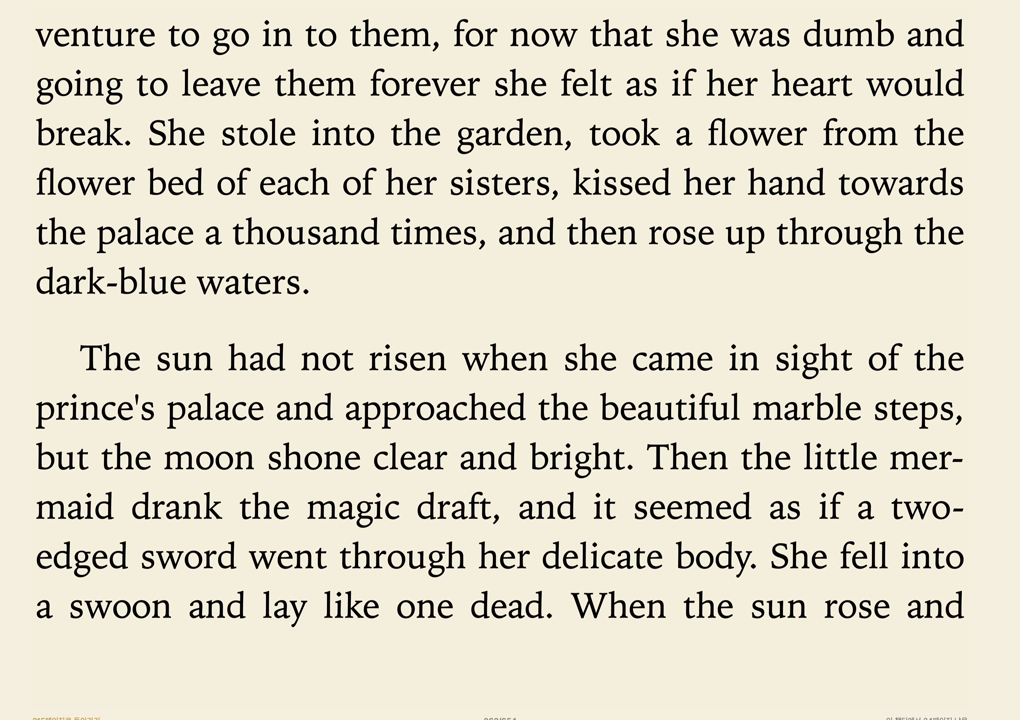 venture to go in to them, for now that she was dumb and
going to leave them forever she felt as if her heart would
break. She stole into the garden, took a flower from the
flower bed of each of her sisters, kissed her hand towards
the palace a thousand times, and then rose up through the
dark-blue waters.
The sun had not risen when she came in sight of the
prince's palace and approached the beautiful marble steps,
but the moon shone clear and bright. Then the little mer-
maid drank the magic draft, and it seemed as if a two-
edged sword went through her delicate body. She fell into
a swoon and lay like one dead. When the sun rose and